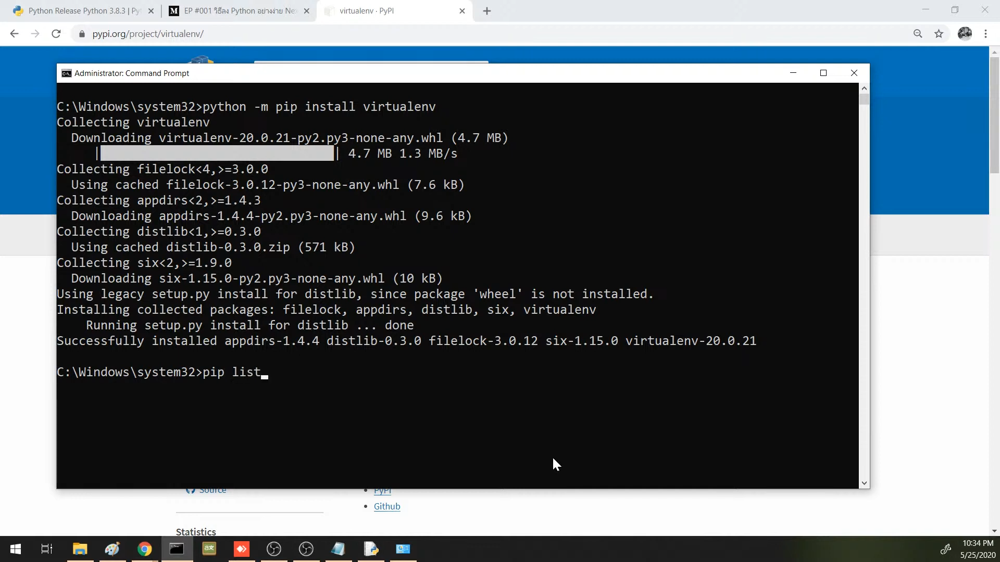 Python Release Python 3.8.3 | Py
EP #001 วิธีลง Python อย่างง่าย Ne
virtualenv · PyPI
pypi.org/project/virtualenv/
Administrator: Command Prompt
C:\Windows\system32>python -m pip install virtualenv
Collecting virtualenv
Downloading virtualenv-20.0.21-py2.py3-none-any.whl (4.7 MB)
| | 4.7 MB 1.3 MB/s
Collecting filelock<4,>=3.0.0
Using cached filelock-3.0.12-py3-none-any.whl (7.6 kB)
Collecting appdirs<2,>=1.4.3
Downloading appdirs-1.4.4-py2.py3-none-any.whl (9.6 kB)
Collecting distlib<1,>=0.3.0
Using cached distlib-0.3.0.zip (571 kB)
Collecting six<2,>=1.9.0
Downloading six-1.15.0-py2.py3-none-any.whl (10 kB)
Using legacy setup.py install for distlib, since package 'wheel' is not installed.
Installing collected packages: filelock, appdirs, distlib, six, virtualenv
Running setup.py install for distlib ... done
Successfully installed appdirs-1.4.4 distlib-0.3.0 filelock-3.0.12 six-1.15.0 virtualenv-20.0.21
C:\Windows\system32>pip list
Source
PyPI
Github
Statistics
10:34 PM
5/25/2020